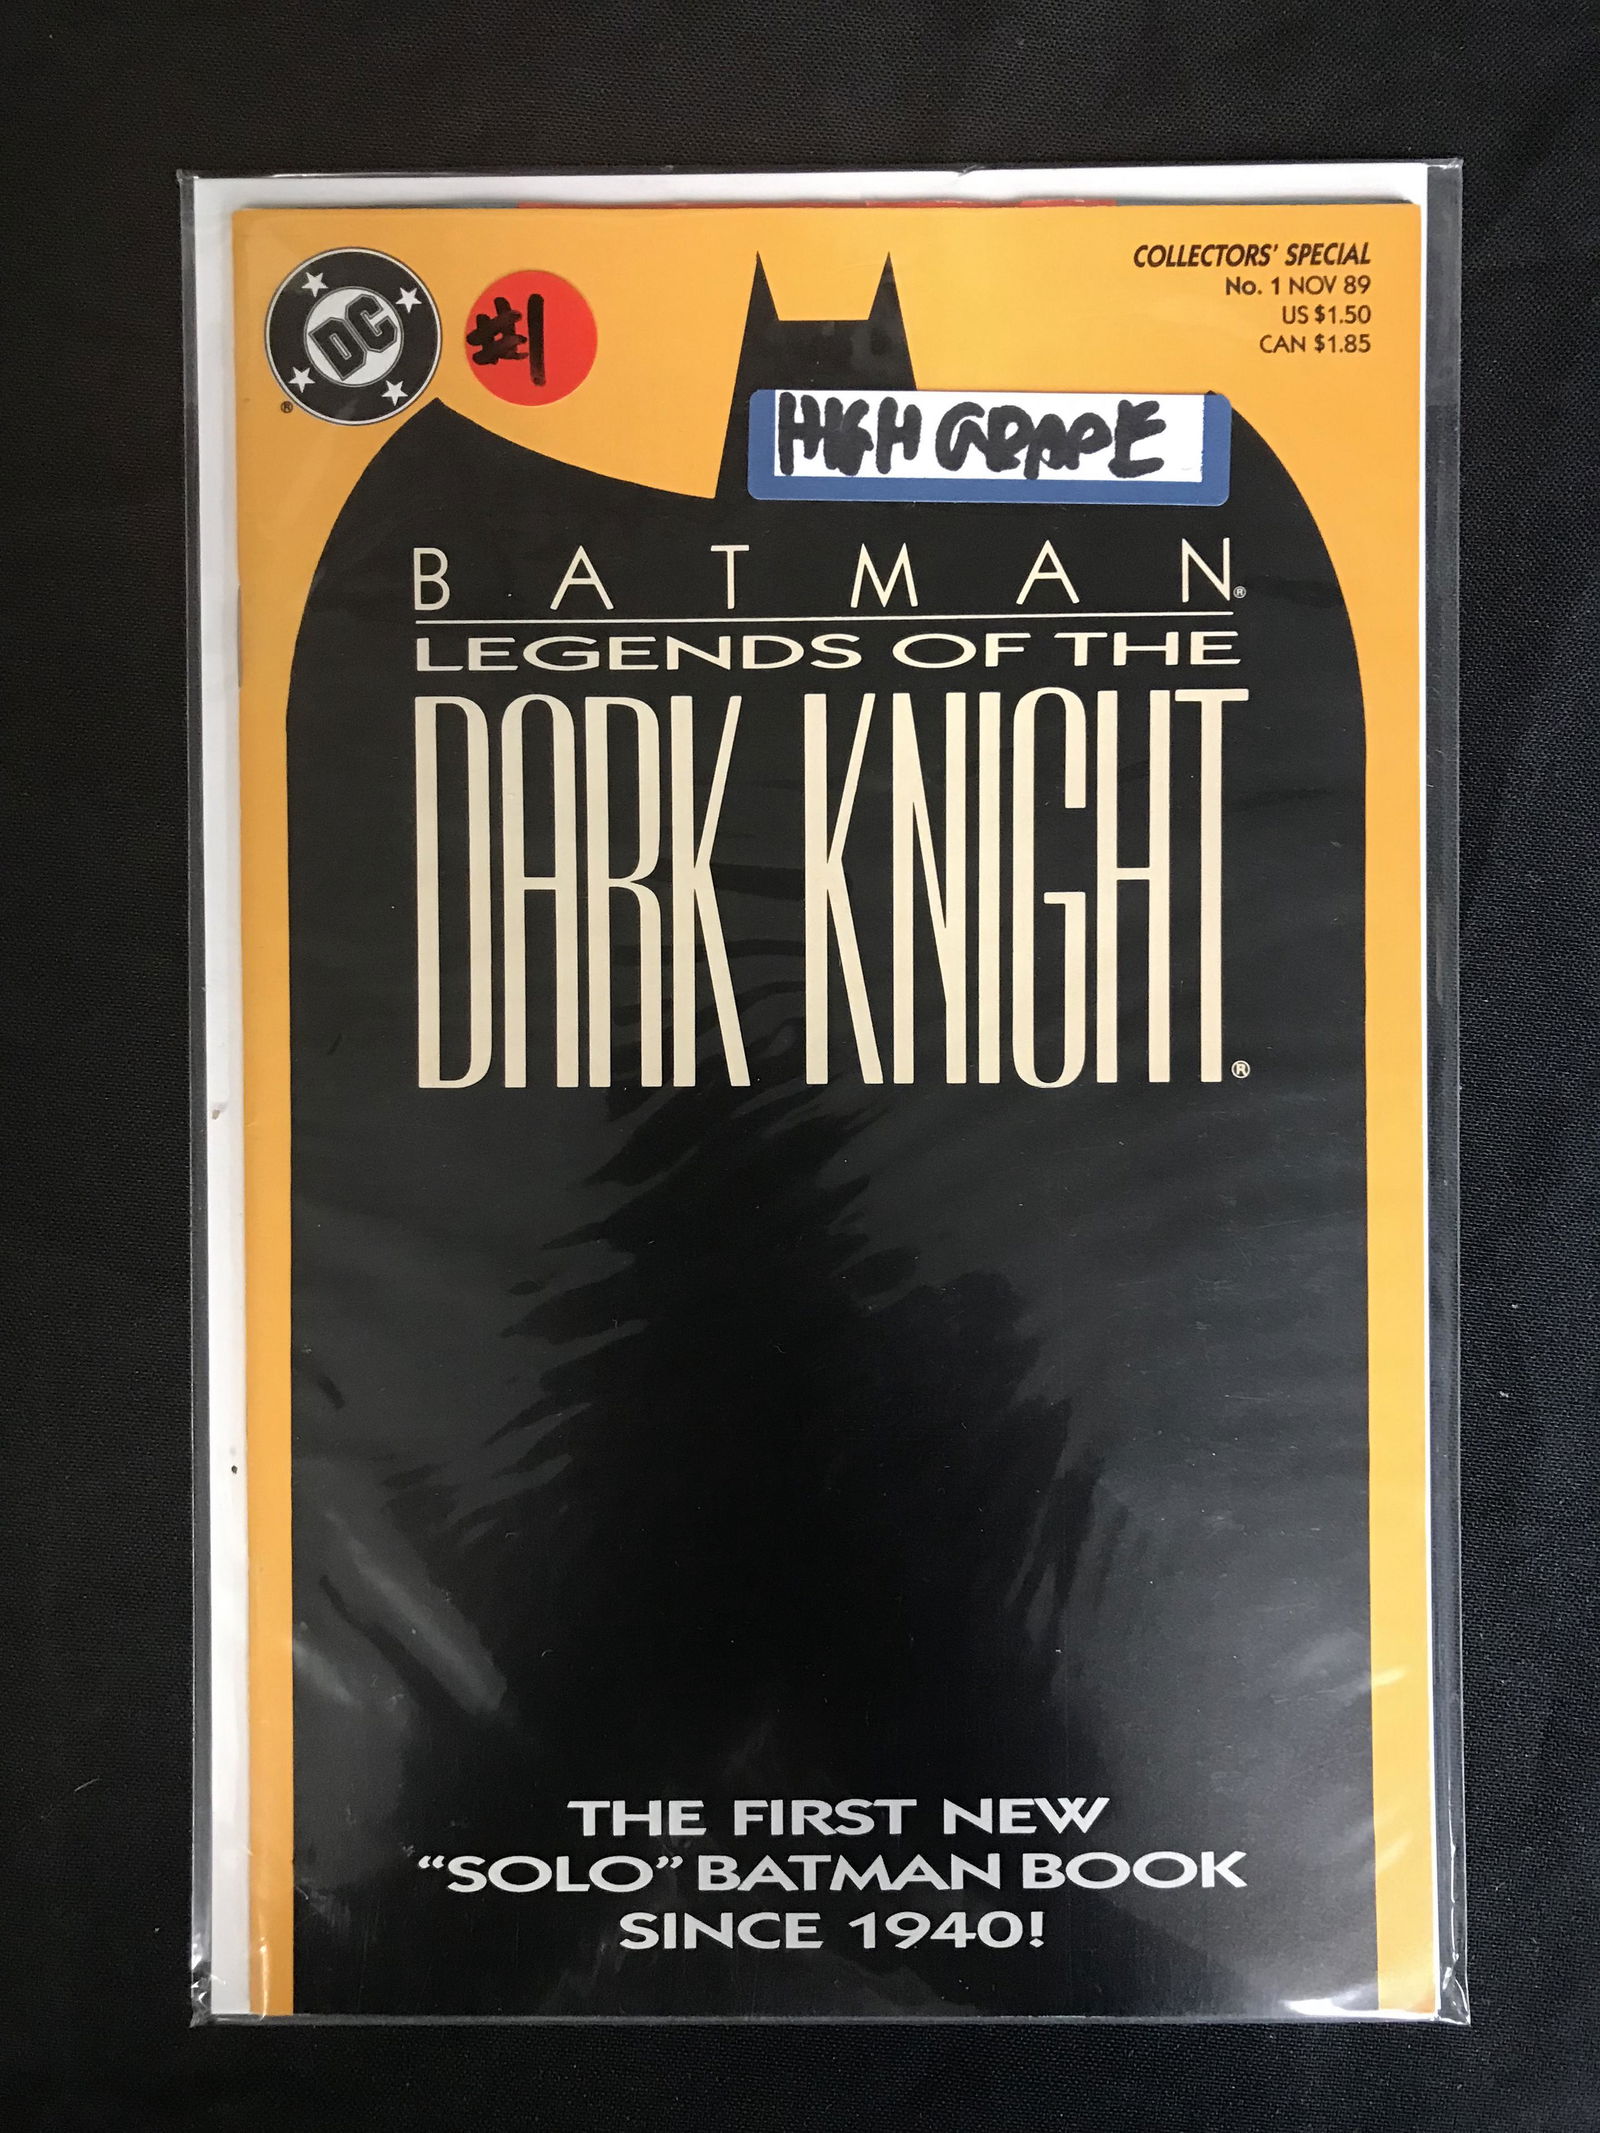 COLLECTORS' SPECIAL
No. 1 NOV 89
US $1.50
CAN $1.85
DC
®
#1
HIGH GRADE
BATMAN®
LEGENDS OF THE
DARK KNIGHT®
THE FIRST NEW
“SOLO” BATMAN BOOK
SINCE 1940!